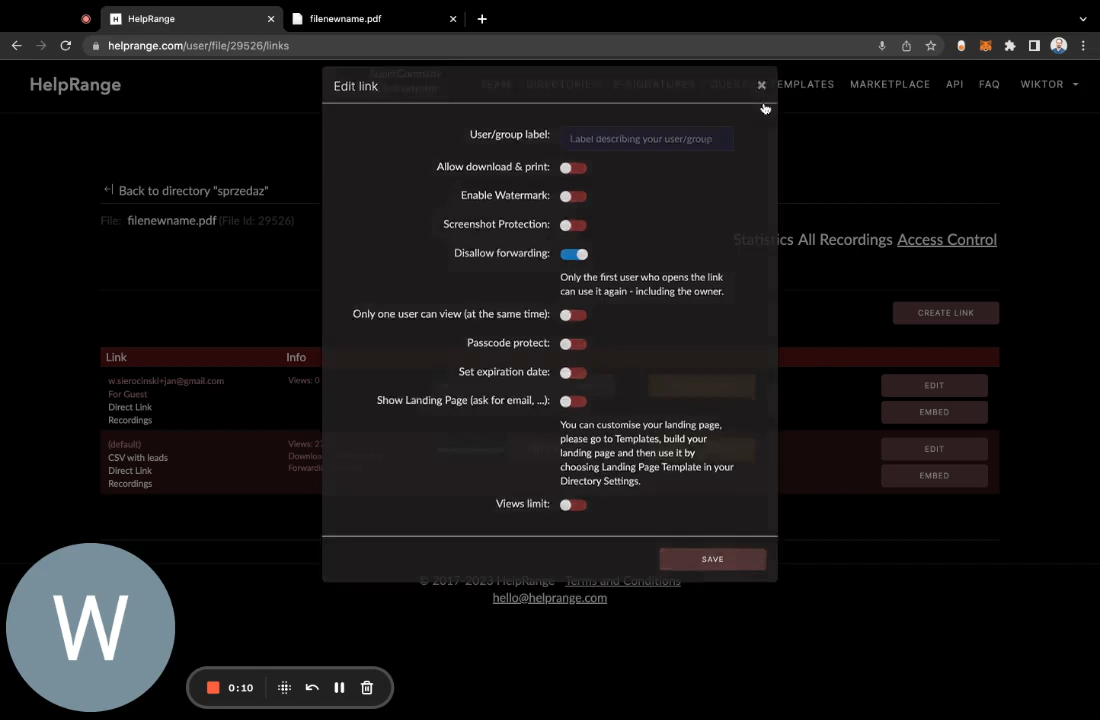 HelpRange
filenewname.pdf
helprange.com/user/file/29526/links
HelpRange
TEAM DIRECTORIES E-SIGNATURES TEMPLATES MARKETPLACE API FAQ WIKTOR
Edit link
Back to directory "sprzedaz"
File: filenewname.pdf (File Id: 29526)
Statistics All Recordings Access Control
User/group label: Label describing your user/group
Allow download & print:
Enable Watermark:
Screenshot Protection:
Disallow forwarding:
Only the first user who opens the link
can use it again - including the owner.
Only one user can view (at the same time):
Passcode protect:
Set expiration date:
Show Landing Page (ask for email, ...):
You can customise your landing page,
please go to Templates, build your
landing page and then use it by
choosing Landing Page Template in your
Directory Settings.
Views limit:
SAVE
CREATE LINK
Link Info
w.sierocinski+jan@gmail.com Views: 0
For Guest
Direct Link
Recordings
EDIT
EMBED
(default)
CSV with leads
Direct Link
Recordings
EDIT
EMBED
© 2017-2023 HelpRange Terms and Conditions
hello@helprange.com
W
0:10